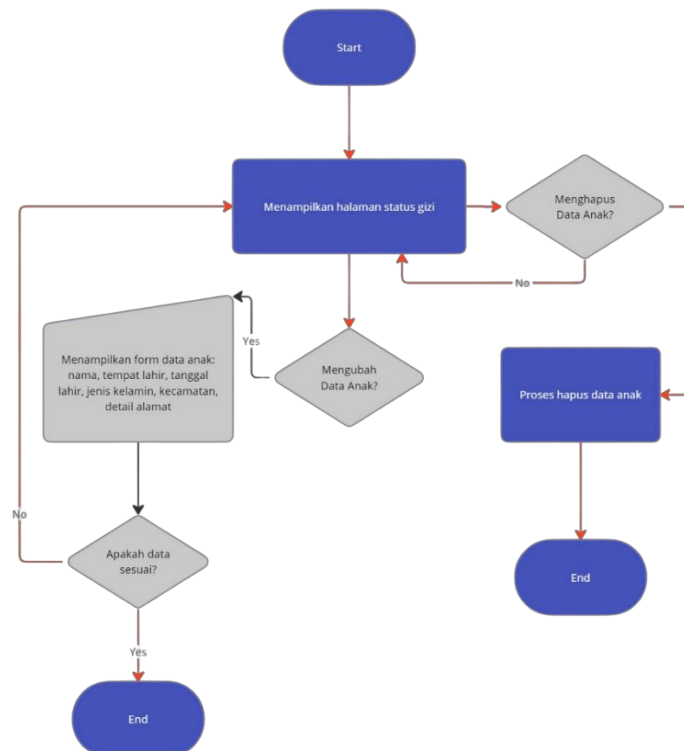 Start
Menampilkan halaman status gizi
Menghapus
Data Anak?
No
Yes
Mengubah
Data Anak?
Menampilkan form data anak:
nama, tempat lahir, tanggal
lahir, jenis kelamin, kecamatan,
detail alamat
Proses hapus data anak
No
Apakah data
sesuai?
End
Yes
End